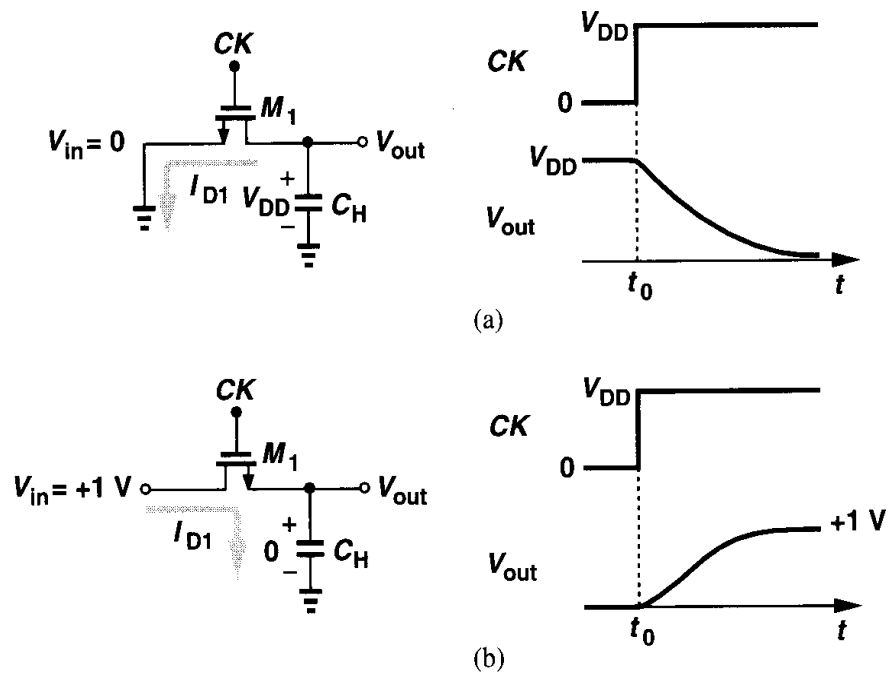 CK
M1
Vin = 0
Vout
ID1
+
VDD
CH
−
VDD
CK
0
VDD
Vout
t0
t
(a)
CK
M1
Vin = +1 V
Vout
ID1
+
0
CH
−
VDD
CK
0
+1 V
Vout
t0
t
(b)